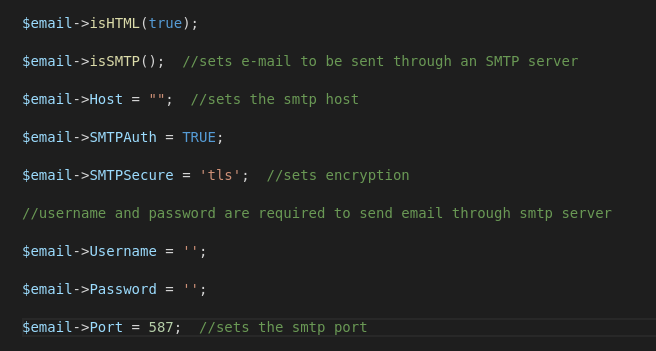 $email->isHTML(true);
$email->isSMTP();  //sets e-mail to be sent through an SMTP server
$email->Host = "";  //sets the smtp host
$email->SMTPAuth = TRUE;
$email->SMTPSecure = 'tls';  //sets encryption
//username and password are required to send email through smtp server
$email->Username = '';
$email->Password = '';
$email->Port = 587;  //sets the smtp port